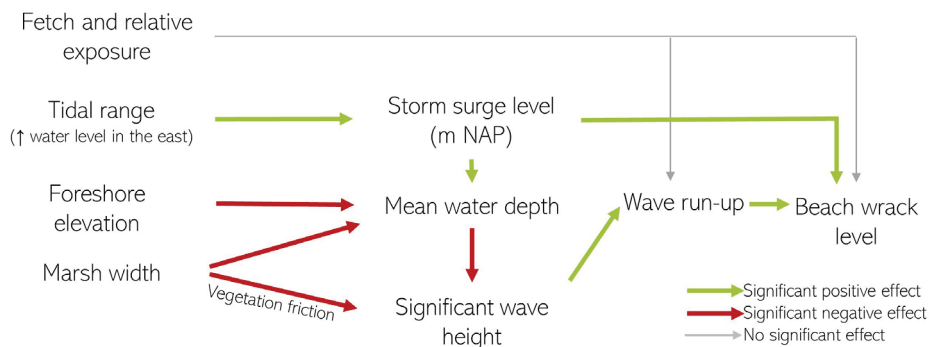 Fetch and relative
exposure
Tidal range
(↑ water level in the east)
Storm surge level
(m NAP)
Foreshore
elevation
Mean water depth
Wave run-up
Beach wrack
level
Marsh width
Vegetation friction
Significant wave
height
Significant positive effect
Significant negative effect
No significant effect